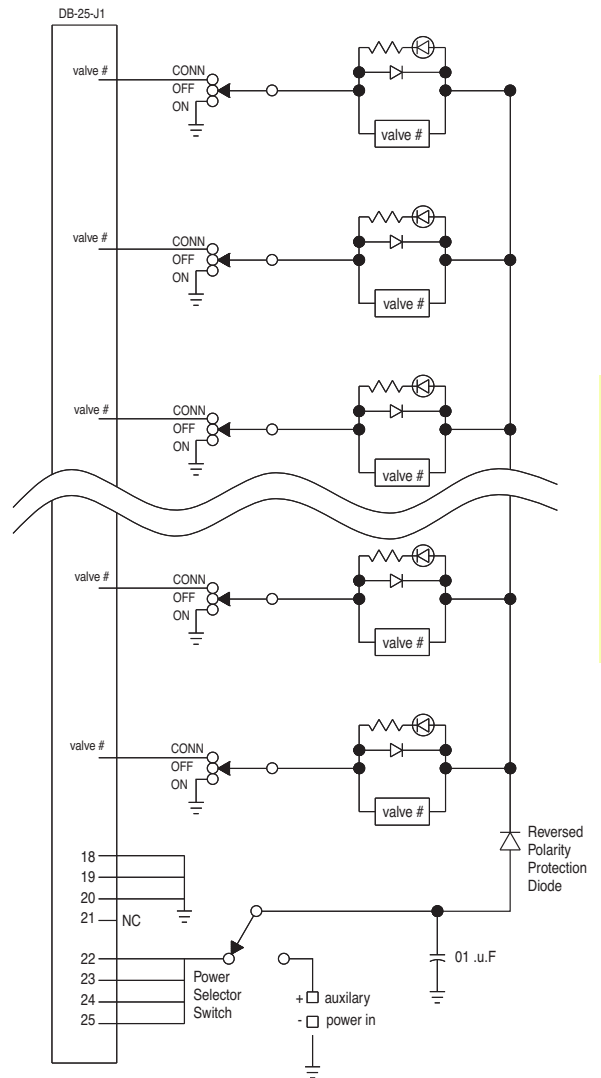 DB-25-J1
valve #
CONN
OFF
ON
valve #
valve #
CONN
OFF
ON
valve #
valve #
CONN
OFF
ON
valve #
valve #
CONN
OFF
ON
valve #
valve #
CONN
OFF
ON
valve #
Reversed
Polarity
Protection
Diode
18
19
20
21
NC
22
23
24
25
Power
Selector
Switch
+ auxilary
- power in
01 .u.F